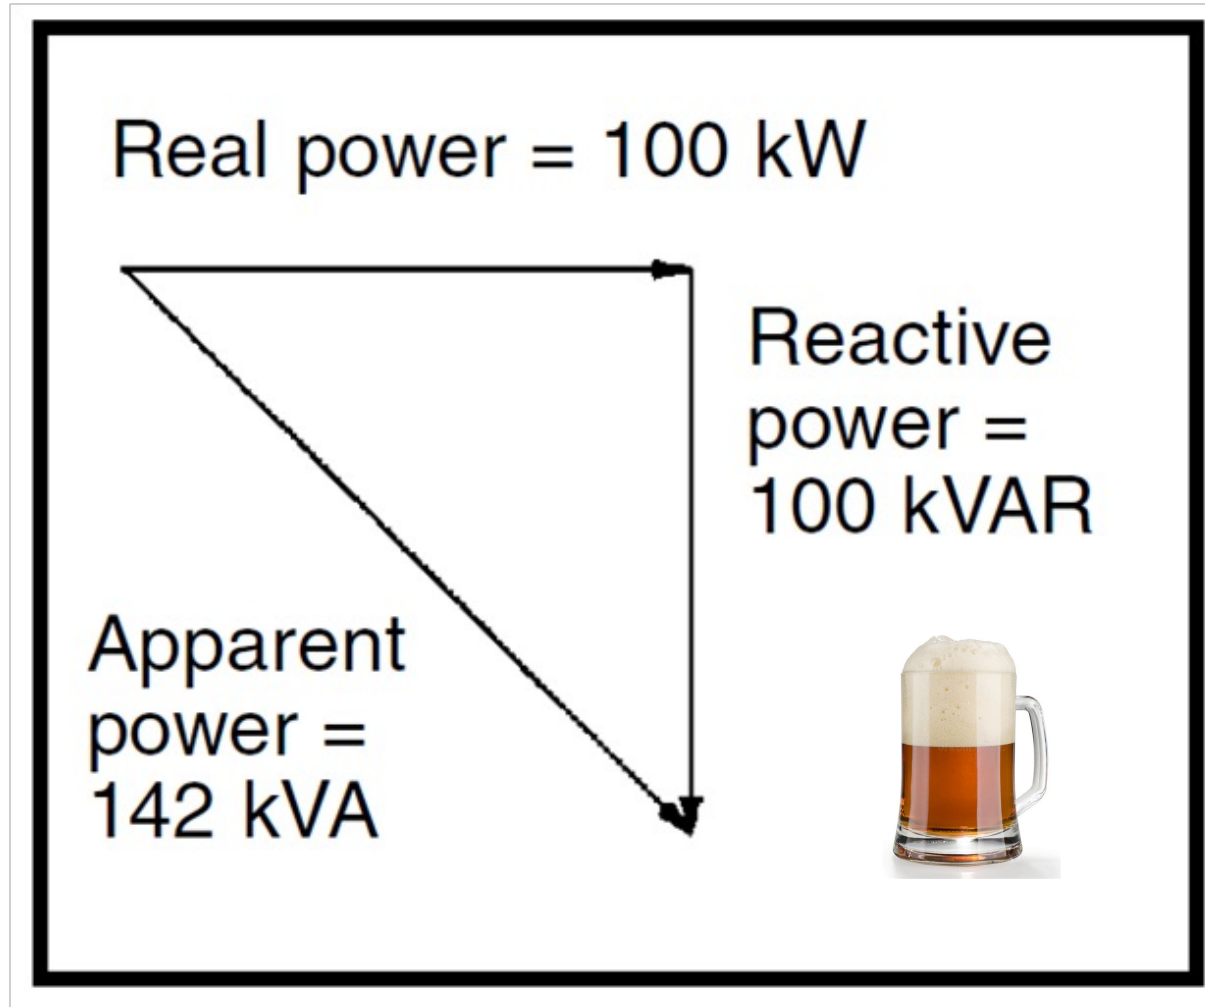 Real power = 100 kW
Reactive
power =
100 kVAR
Apparent
power =
142 kVA